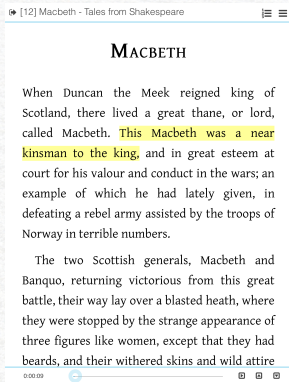 [12] Macbeth - Tales from Shakespeare
MACBETH
When Duncan the Meek reigned king of
Scotland, there lived a great thane, or lord,
called Macbeth. This Macbeth was a near
kinsman to the king, and in great esteem at
court for his valour and conduct in the wars; an
example of which he had lately given, in
defeating a rebel army assisted by the troops of
Norway in terrible numbers.
The two Scottish generals, Macbeth and
Banquo, returning victorious from this great
battle, their way lay over a blasted heath, where
they were stopped by the strange appearance of
three figures like women, except that they had
beards, and their withered skins and wild attire
0:00:09